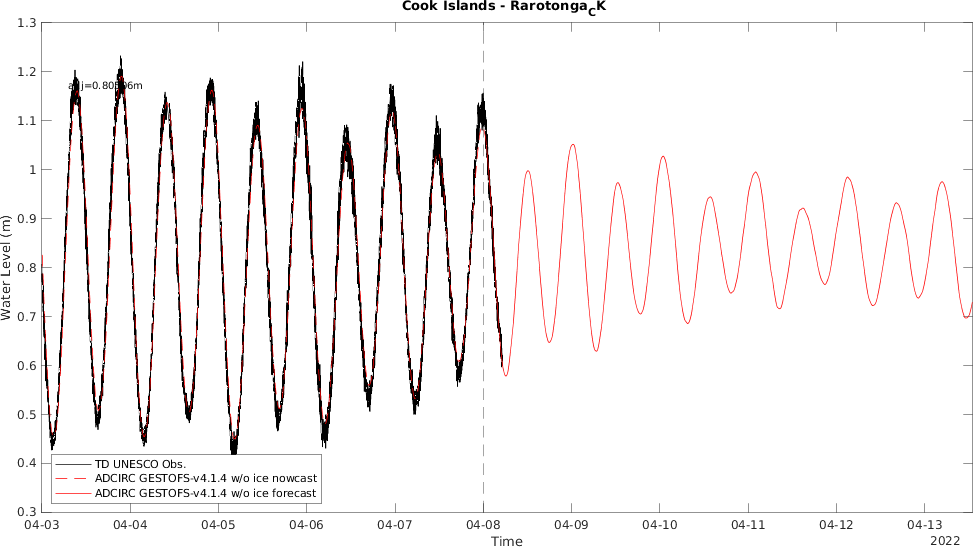 Cook Islands - Rarotonga_CK
1.3
1.2
1.1
1
0.9
0.8
0.7
0.6
0.5
0.4
0.3
Water Level (m)
TD UNESCO Obs.
ADCIRC GESTOFS-v4.1.4 w/o ice nowcast
ADCIRC GESTOFS-v4.1.4 w/o ice forecast
04-03 04-04 04-05 04-06 04-07 04-08 04-09 04-10 04-11 04-12 04-13
Time
2022